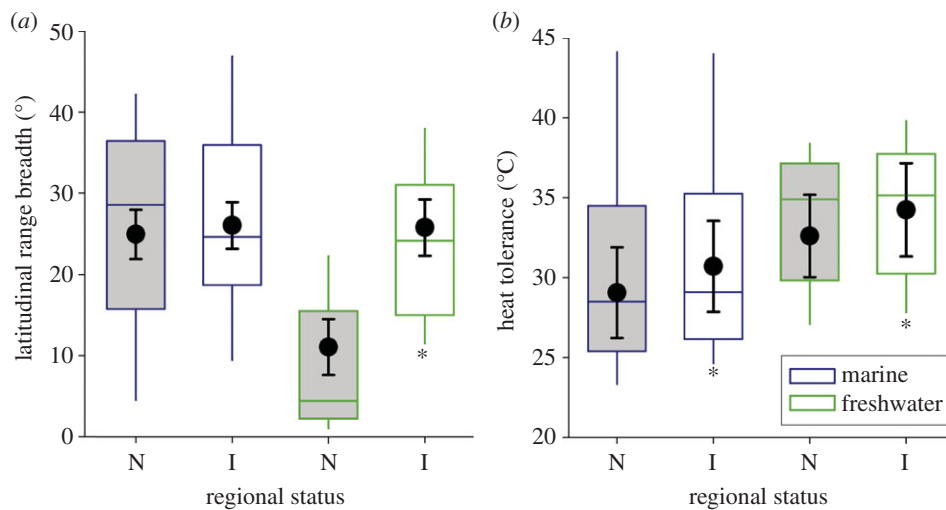 (a)
50
40
30
20
10
0
latitudinal range breadth (°)
N I N I
*
regional status
(b)
45
40
35
30
25
20
heat tolerance (°C)
* *
marine
freshwater
N I N I
regional status